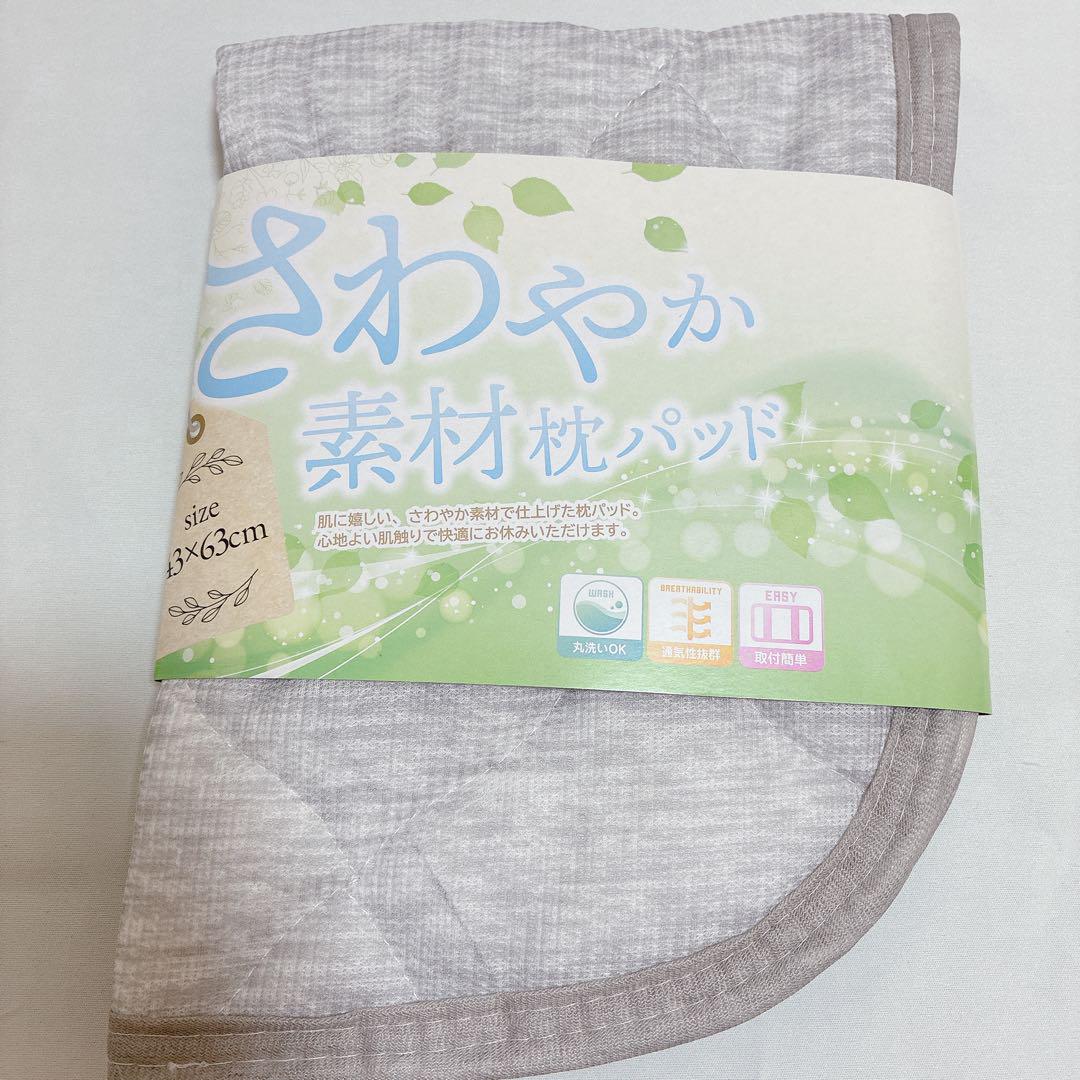 さわやか
素材枕パッド
肌に嬉しい、さわやか素材で仕上げた枕パッド。
心地よい肌触りで快適にお休みいただけます。
size
43×63cm
WASH
丸洗いOK
BREATHABILITY
通気性抜群
EASY
取付簡単